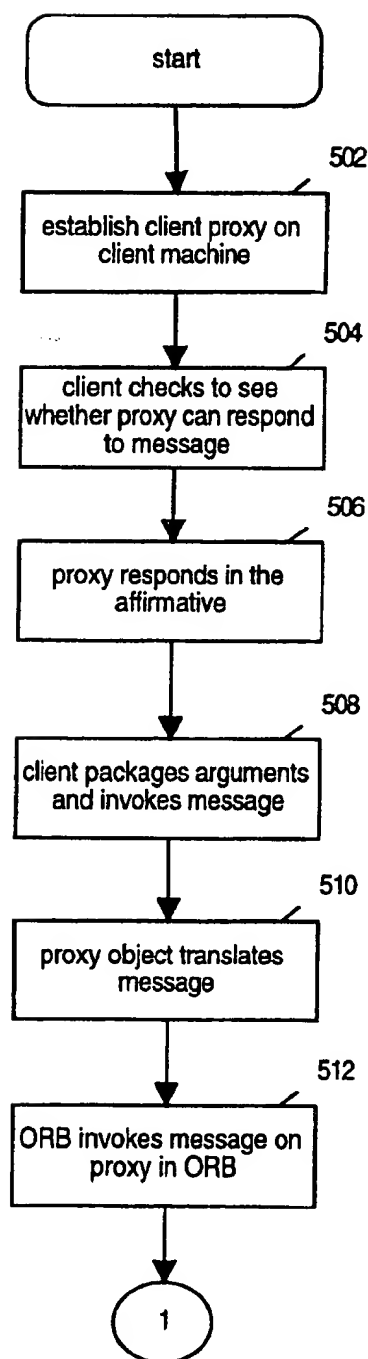 start
502
establish client proxy on
client machine
504
client checks to see
whether proxy can respond
to message
506
proxy responds in the
affirmative
508
client packages arguments
and invokes message
510
proxy object translates
message
512
ORB invokes message on
proxy in ORB
1